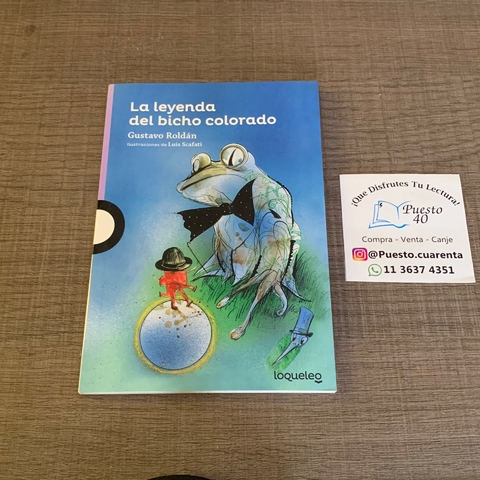 La leyenda
del bicho colorado
Gustavo Roldán
Ilustraciones de Luis Scafati
loqueleo
¡Que Disfrutes Tu Lectura!
Puesto
40
Compra - Venta - Canje
@Puesto.cuarenta
11 3637 4351